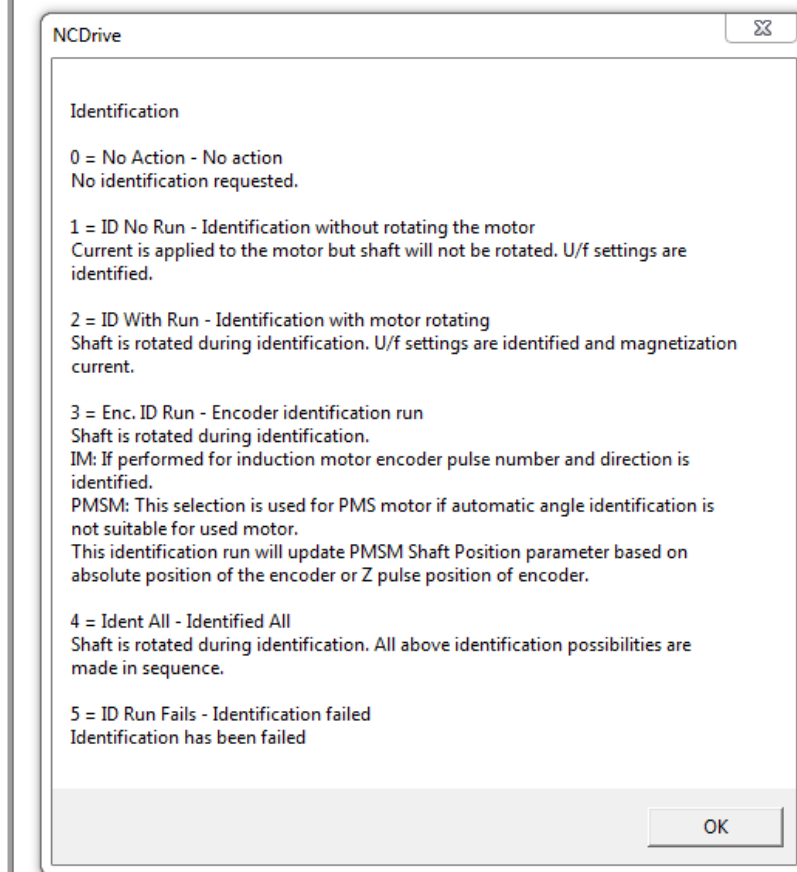 NCDrive
Identification
0 = No Action - No action
No identification requested.
1 = ID No Run - Identification without rotating the motor
Current is applied to the motor but shaft will not be rotated. U/f settings are
identified.
2 = ID With Run - Identification with motor rotating
Shaft is rotated during identification. U/f settings are identified and magnetization
current.
3 = Enc. ID Run - Encoder identification run
Shaft is rotated during identification.
IM: If performed for induction motor encoder pulse number and direction is
identified.
PMSM: This selection is used for PMS motor if automatic angle identification is
not suitable for used motor.
This identification run will update PMSM Shaft Position parameter based on
absolute position of the encoder or Z pulse position of encoder.
4 = Ident All - Identified All
Shaft is rotated during identification. All above identification possibilities are
made in sequence.
5 = ID Run Fails - Identification failed
Identification has been failed
OK